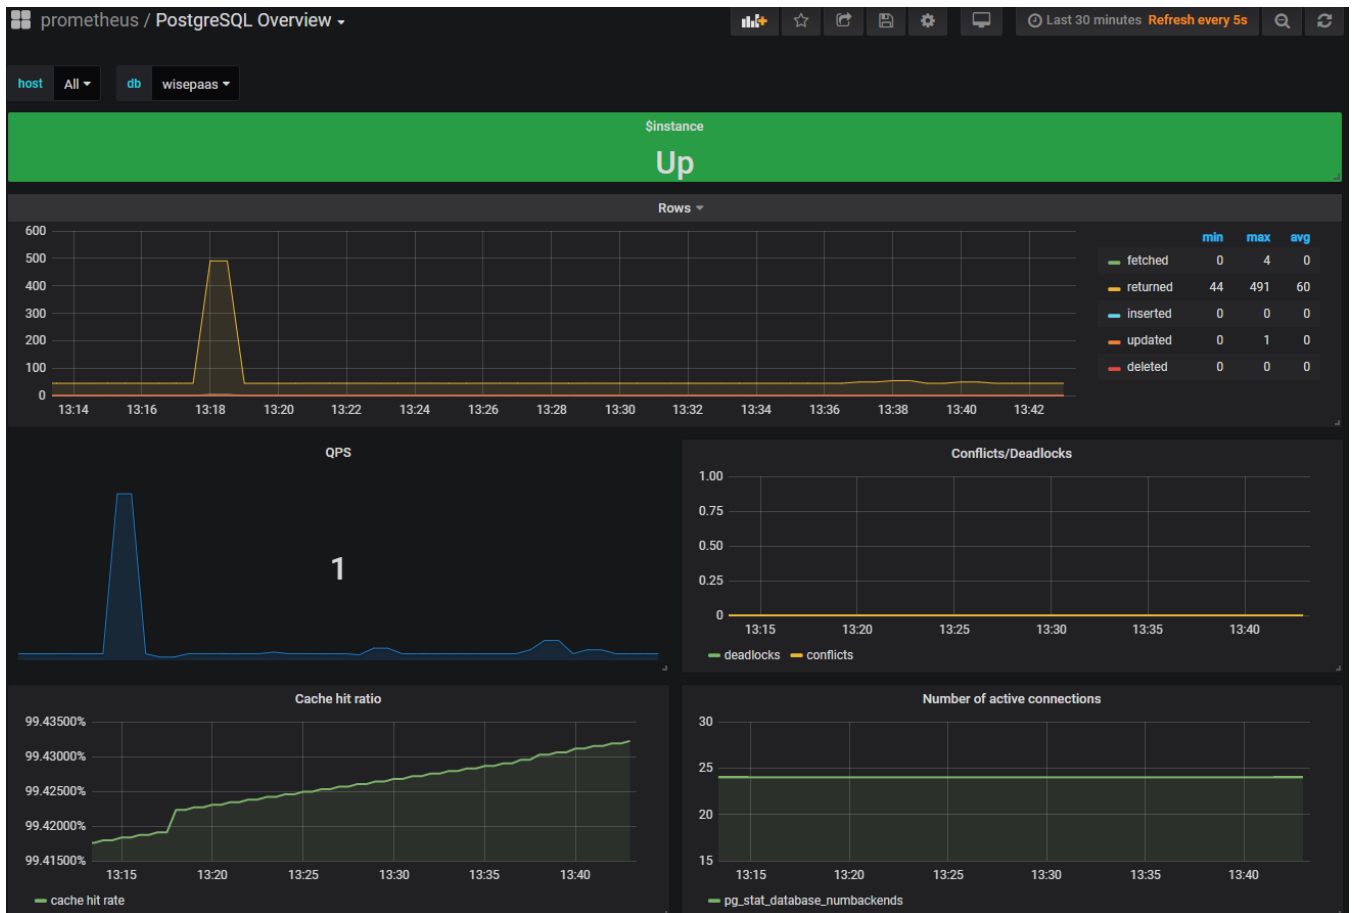 prometheus / PostgreSQL Overview
Last 30 minutes Refresh every 5s
host All db wisepaas
$instance
Up
Rows
600
500
400
300
200
100
0
13:14 13:16 13:18 13:20 13:22 13:24 13:26 13:28 13:30 13:32 13:34 13:36 13:38 13:40 13:42
min max avg
fetched 0 4 0
returned 44 491 60
inserted 0 0 0
updated 0 1 0
deleted 0 0 0
QPS
1
Conflicts/Deadlocks
1.00
0.75
0.50
0.25
0
13:15 13:20 13:25 13:30 13:35 13:40
deadlocks conflicts
Cache hit ratio
99.43500%
99.43000%
99.42500%
99.42000%
99.41500%
13:15 13:20 13:25 13:30 13:35 13:40
cache hit rate
Number of active connections
30
25
20
15
13:15 13:20 13:25 13:30 13:35 13:40
pg_stat_database_numbackends